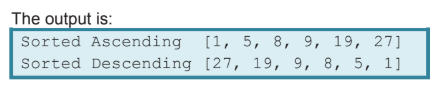 The output is:
Sorted Ascending [1, 5, 8, 9, 19, 27]
Sorted Descending [27, 19, 9, 8, 5, 1]